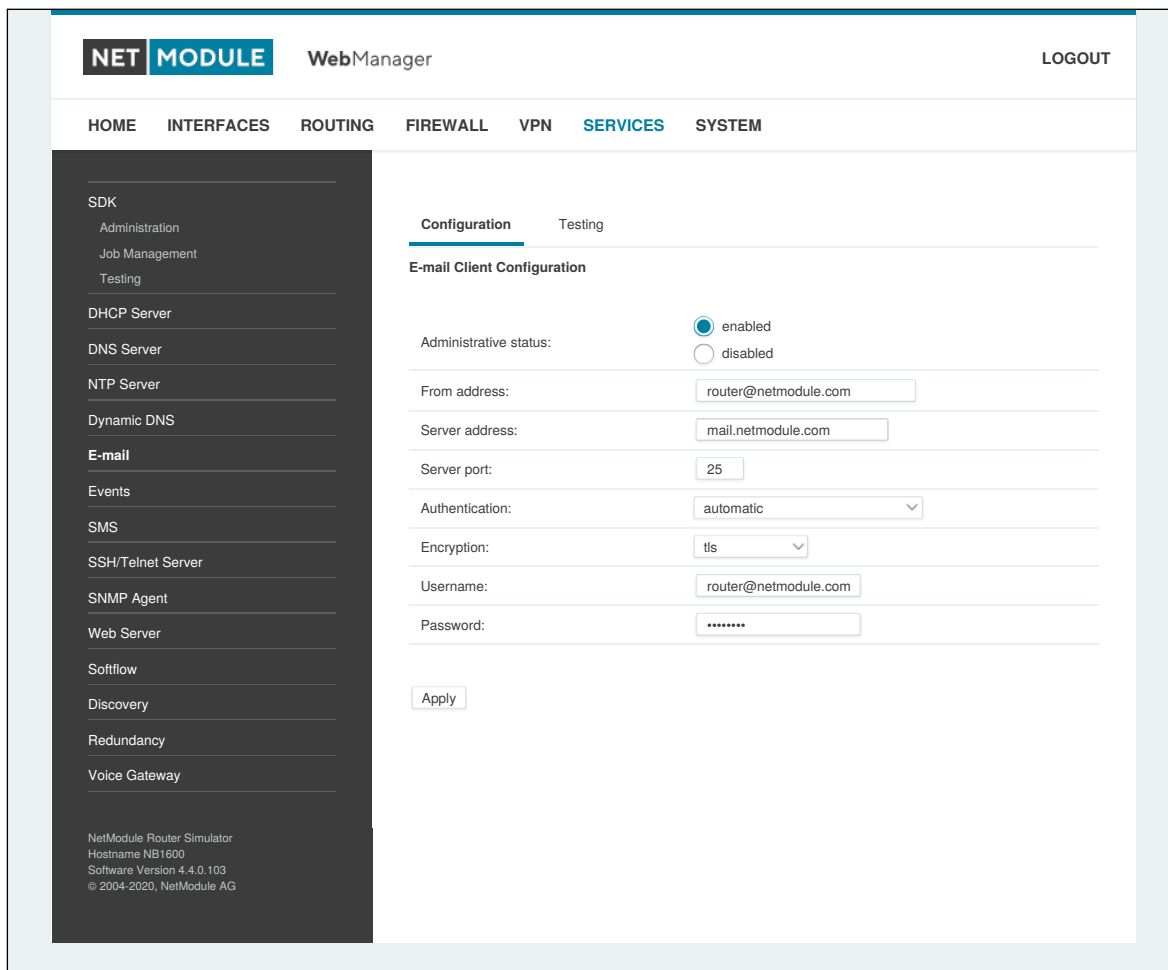 NET MODULE WebManager LOGOUT
HOME INTERFACES ROUTING FIREWALL VPN SERVICES SYSTEM
SDK
Administration
Job Management
Testing
DHCP Server
DNS Server
NTP Server
Dynamic DNS
E-mail
Events
SMS
SSH/Telnet Server
SNMP Agent
Web Server
Softflow
Discovery
Redundancy
Voice Gateway
NetModule Router Simulator
Hostname NB1600
Software Version 4.4.0.103
© 2004-2020, NetModule AG
Configuration Testing
E-mail Client Configuration
Administrative status:
enabled
disabled
From address: router@netmodule.com
Server address: mail.netmodule.com
Server port: 25
Authentication: automatic
Encryption: tls
Username: router@netmodule.com
Password: ••••••••
Apply